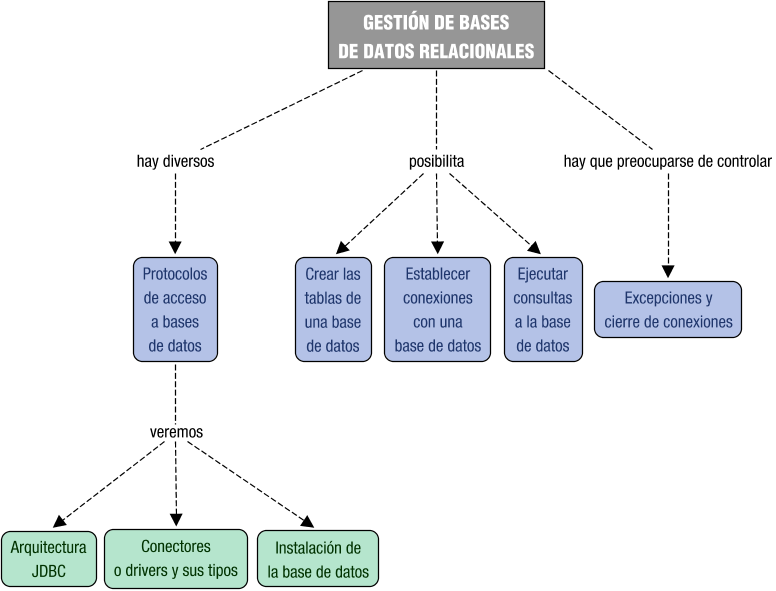 GESTIÓN DE BASES
DE DATOS RELACIONALES
hay diversos
posibilita
hay que preocuparse de controlar
Protocolos
de acceso
a bases
de datos
Crear las
tablas de
una base
de datos
Establecer
conexiones
con una
base de datos
Ejecutar
consultas
a la base
de datos
Excepciones y
cierre de conexiones
veremos
Arquitectura
JDBC
Conectores
o drivers y sus tipos
Instalación de
la base de datos